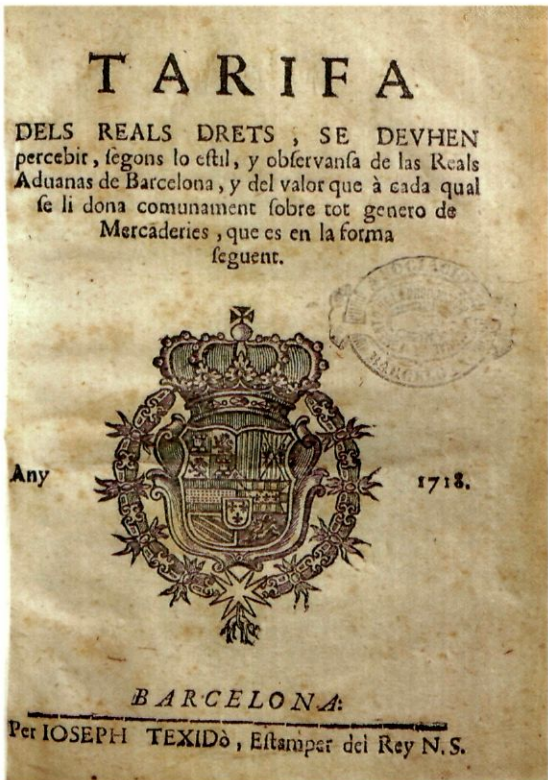 TARIFA
DELS REALS DRETS , SE DEVHEN
percebir , ſegons lo eſtil , y obſervanſa de las Reals
Aduanas de Barcelona , y del valor que à cada qual
ſe li dona comunament ſobre tot genero de
Mercàderies , que es en la forma
ſeguent.
BARCELO
Any 1718.
BARCELONA:
Per IOSEPH TEXIDò , Eſtamper del Rey N. S.